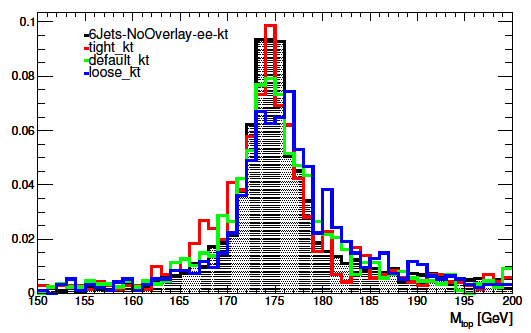 0.1
6Jets-NoOverlay-ee-kt
tight_kt
default_kt
loose_kt
0.08
0.06
0.04
0.02
0
150 155 160 165 170 175 180 185 190 195 200
Mtop [GeV]